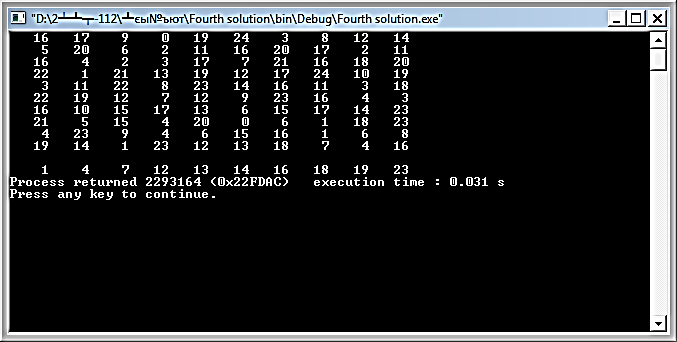 "D:\2┴┴┴┬-112\┴єы№ъют\Fourth solution\bin\Debug\Fourth solution.exe"
16 17 9 0 19 24 3 8 12 14
5 20 6 2 11 16 20 17 2 11
16 4 2 3 17 7 21 16 18 20
22 1 21 13 19 12 17 24 10 19
3 11 22 8 23 14 16 11 3 18
22 19 12 7 12 9 23 16 4 3
16 10 15 17 13 6 15 17 14 23
21 5 15 4 20 0 6 1 18 23
4 23 9 4 6 15 16 1 6 8
19 14 1 23 12 13 18 7 4 16
1 4 7 12 13 14 16 18 19 23
Process returned 2293164 (0x22FDAC) execution time : 0.031 s
Press any key to continue.